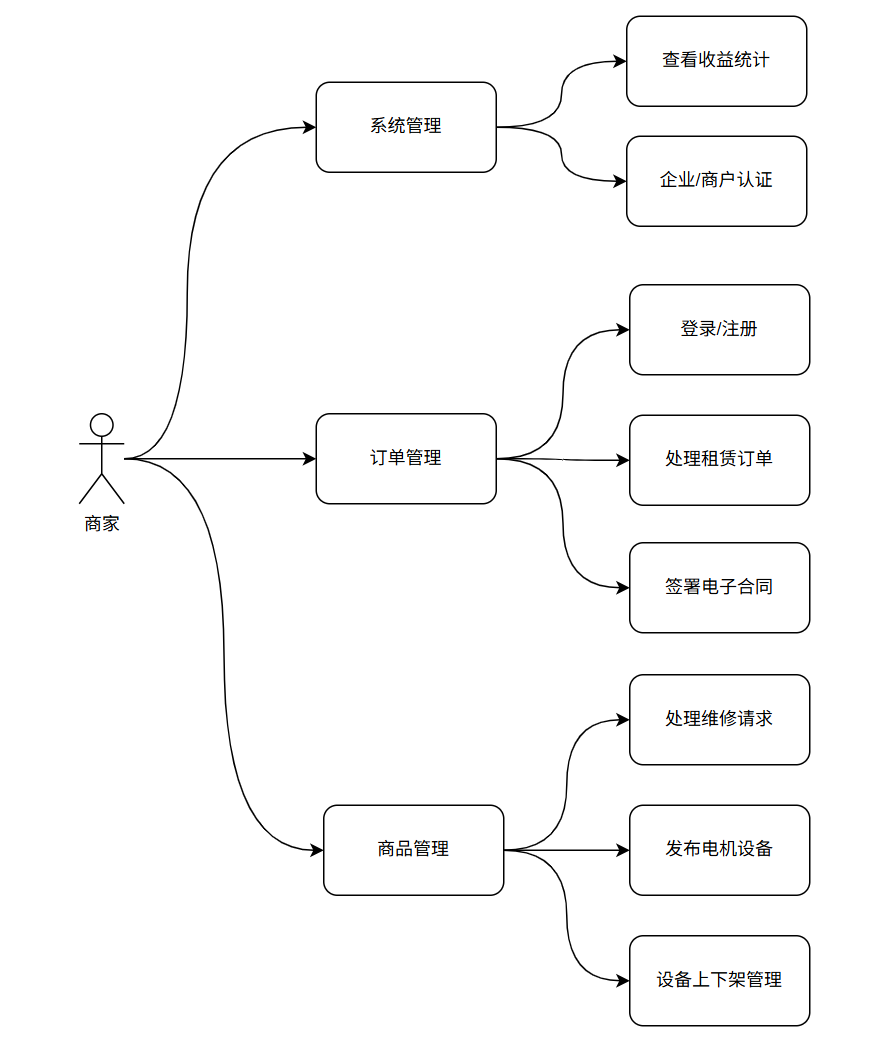 查看收益统计
系统管理
企业/商户认证
登录/注册
订单管理
处理租赁订单
商家
签署电子合同
处理维修请求
商品管理
发布电机设备
设备上下架管理